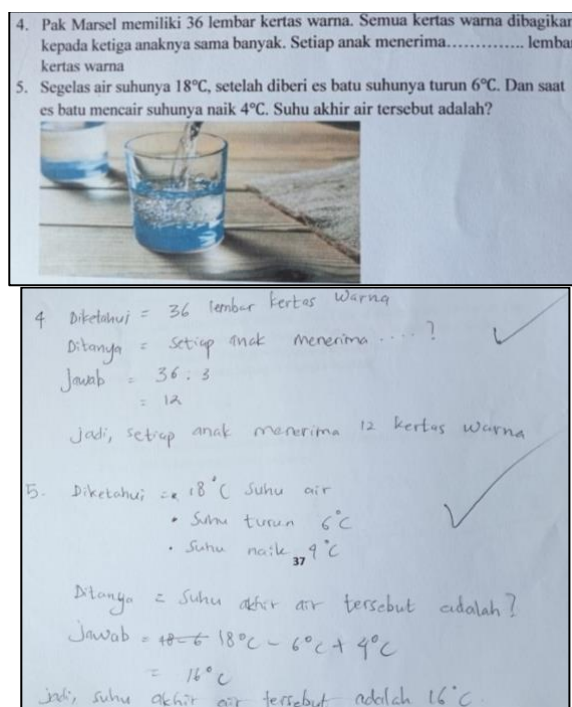 4. Pak Marsel memiliki 36 lembar kertas warna. Semua kertas warna dibagikan
kepada ketiga anaknya sama banyak. Setiap anak menerima.............. lemba
kertas warna
5. Segelas air suhunya 18°C, setelah diberi es batu suhunya turun 6°C. Dan saat
es batu mencair suhunya naik 4°C. Suhu akhir air tersebut adalah?
4 Diketahui = 36 lembar kertas warna
Ditanya = Setiap anak menerima ....?
Jawab = 36 : 3
= 12
Jadi, setiap anak menerima 12 kertas warna
5. Diketahui = • 18°C Suhu air
• Suhu turun 6°C
• Suhu naik 4°C
37
Ditanya = Suhu akhir air tersebut adalah?
Jawab = 18°C - 6°C + 4°C
= 16°C
Jadi, suhu akhir air tersebut adalah 16°C.